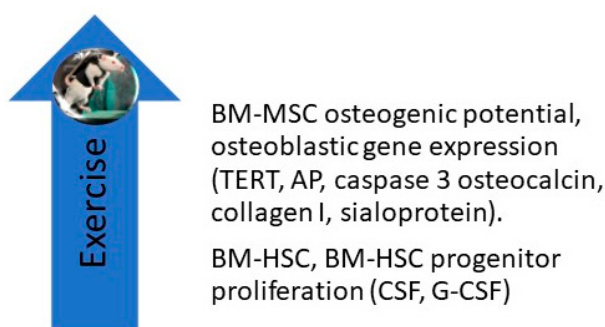 Exercise
BM-MSC osteogenic potential,
osteoblastic gene expression
(TERT, AP, caspase 3 osteocalcin,
collagen I, sialoprotein).
BM-HSC, BM-HSC progenitor
proliferation (CSF, G-CSF)